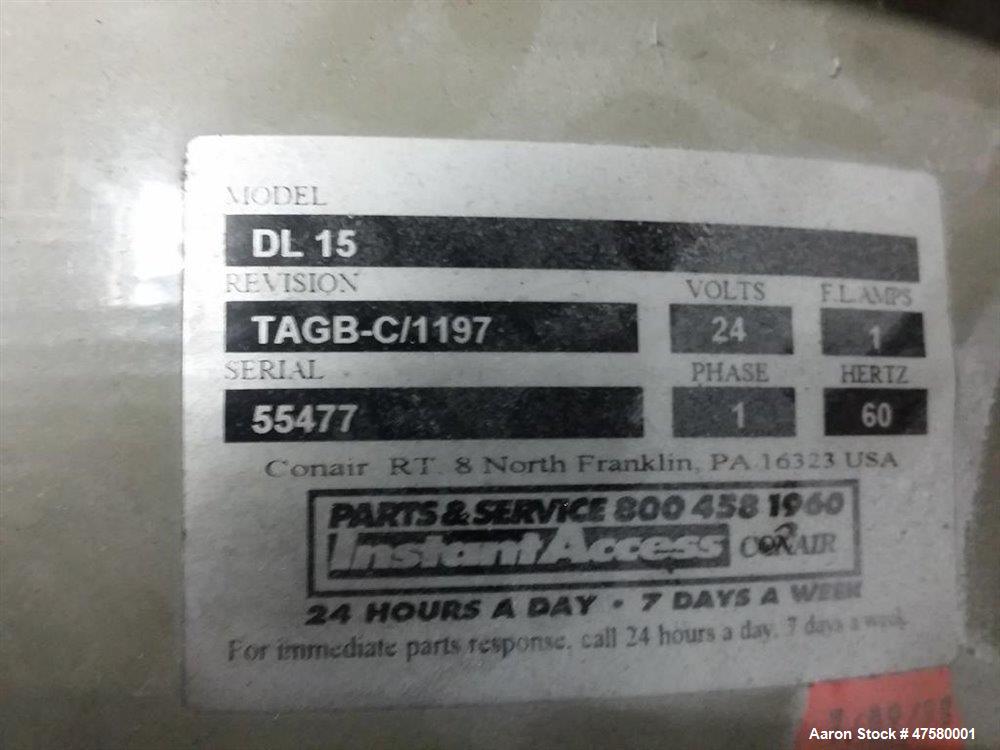 MODEL
DL 15
REVISION VOLTS F.L.AMPS
TAGB-C/1197 24 1
SERIAL PHASE HERTZ
55477 1 60
Conair RT. 8 North Franklin, PA 16323 USA
PARTS & SERVICE 800 458 1960
Instant Access CONAIR
24 HOURS A DAY • 7 DAYS A WEEK
For immediate parts response, call 24 hours a day, 7 days a week.
Aaron Stock # 47580001